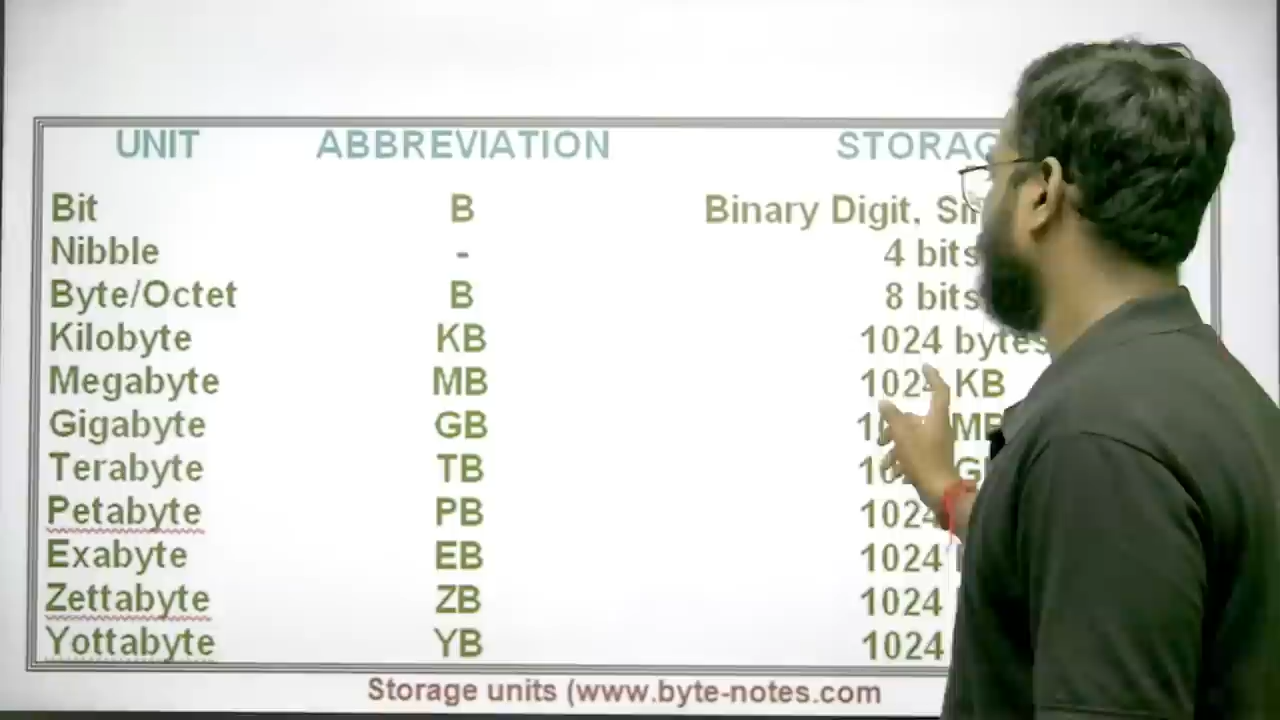 UNIT ABBREVIATION
Bit B Binary Digit,
Nibble - 4 bits
Byte/Octet B 8 bits
Kilobyte KB 1024 bytes
Megabyte MB 1024 KB
Gigabyte GB
Terabyte TB
Petabyte PB 1024
Exabyte EB 1024
Zettabyte ZB 1024
Yottabyte YB 1024
Storage units (www.byte-notes.com